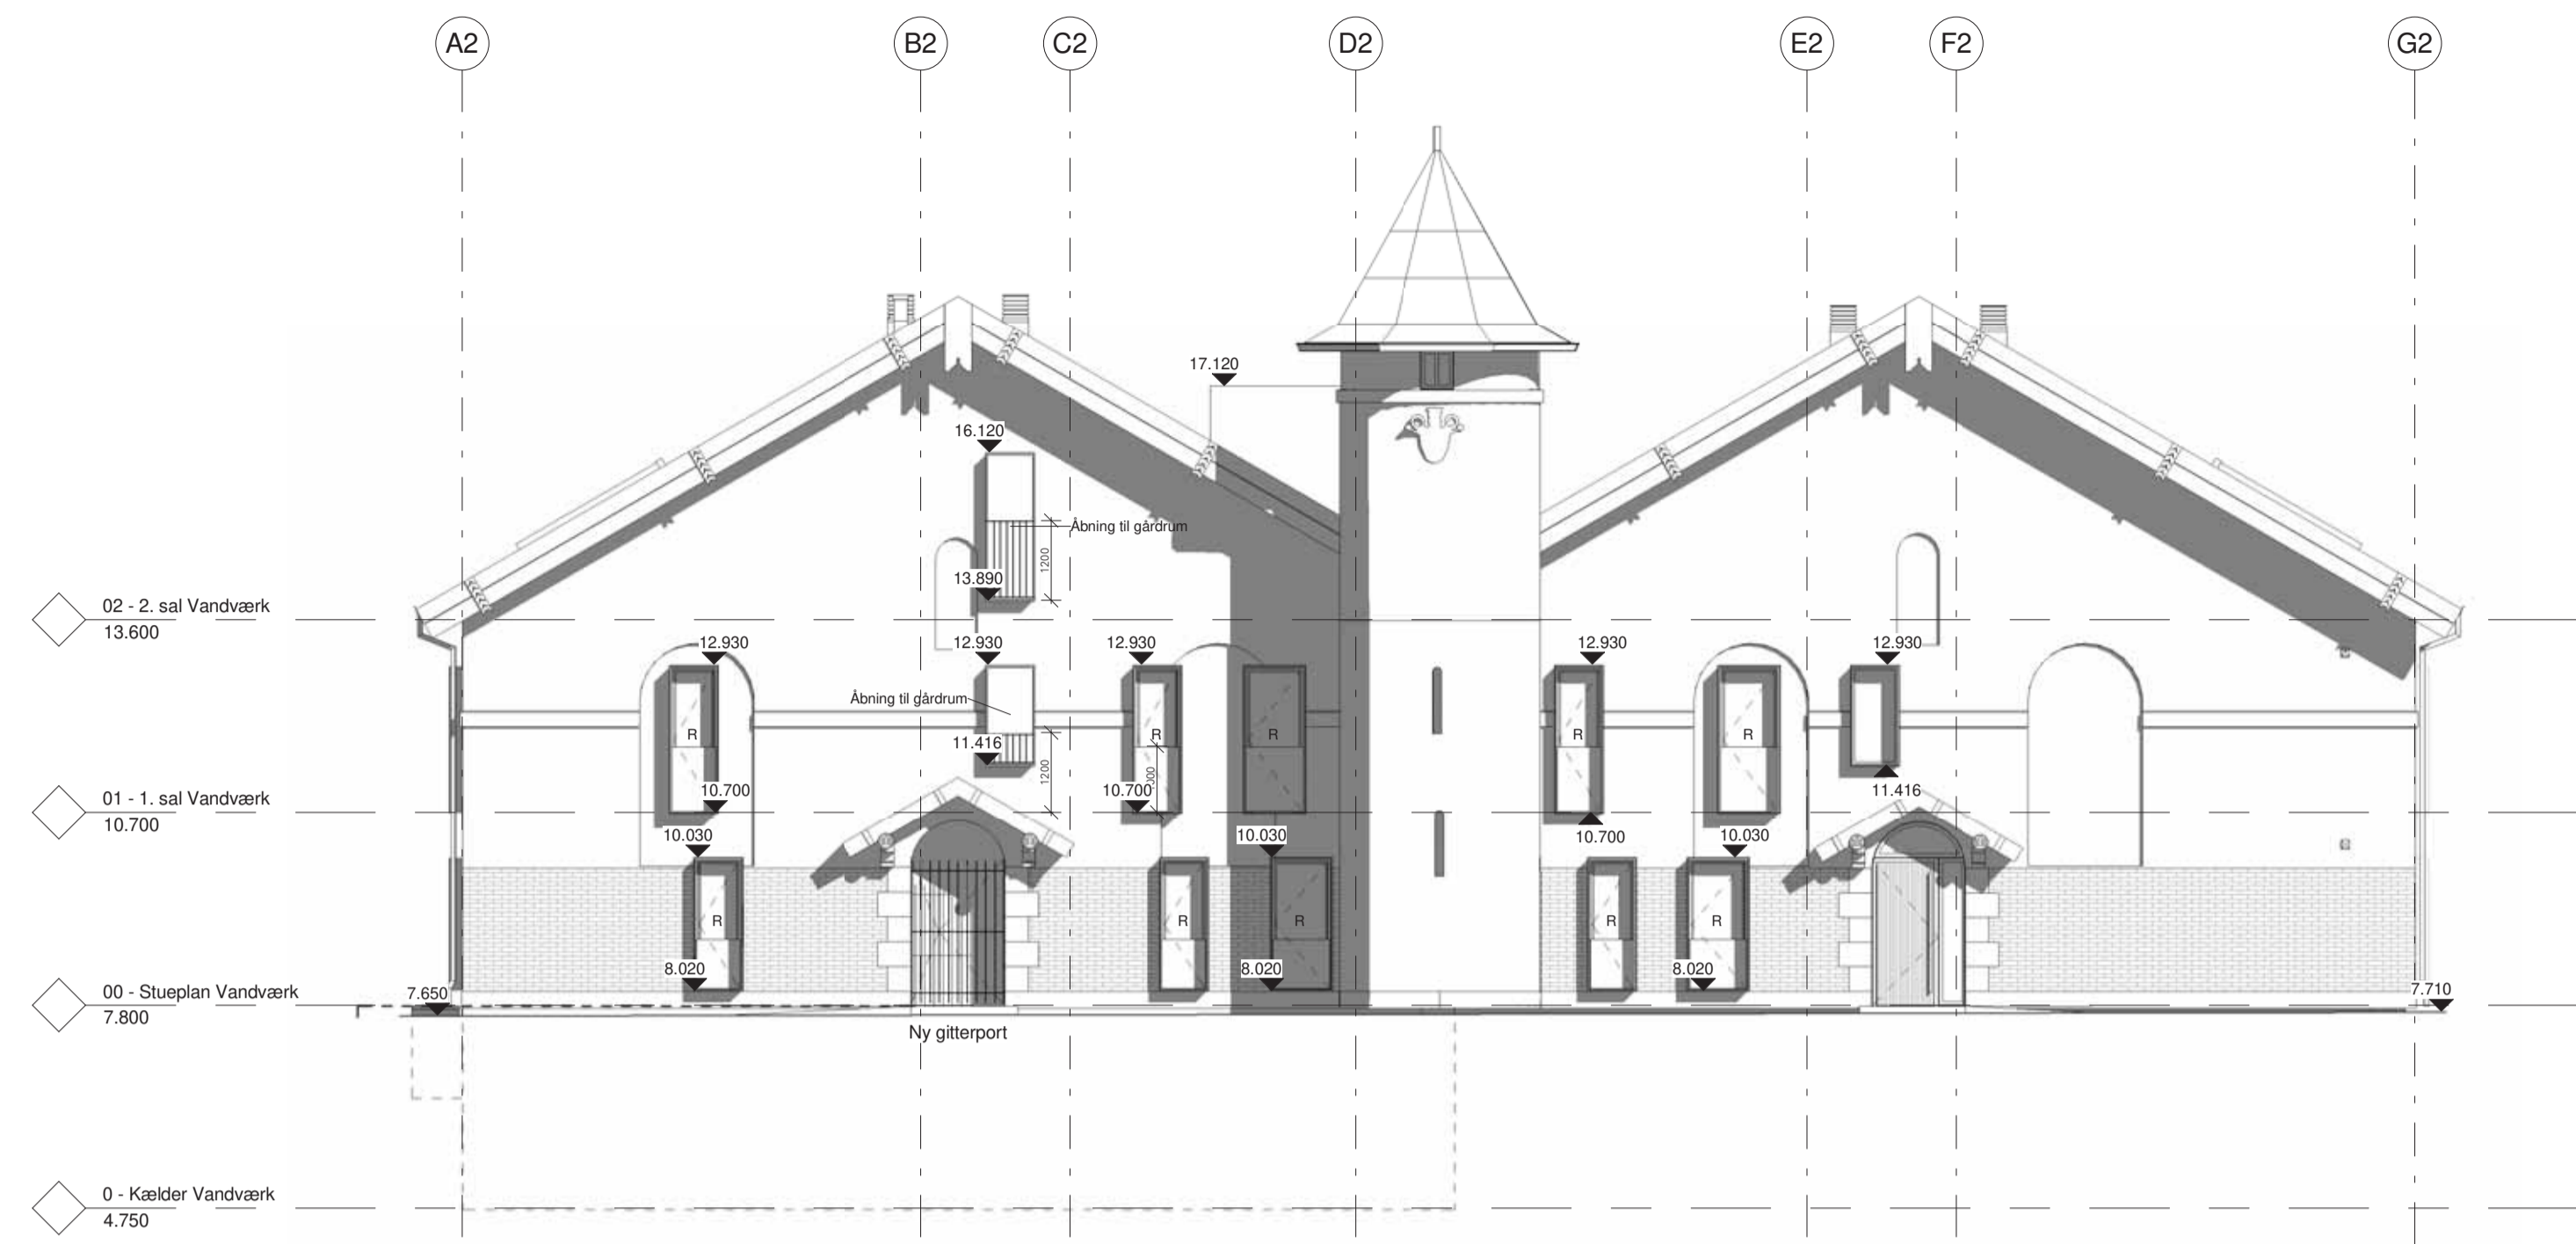 A2 B2 C2 D2 E2 F2 G2
17.120
16.120
Åbning til gårdrum
1200
13.890
02 - 2. sal Vandværk
13.600
12.930 12.930 12.930 12.930 12.930
Åbning til gårdrum
R R R R R
11.416
1200
10.700 10.700
11.416
01 - 1. sal Vandværk
10.700
10.700
10.030 10.030 10.030
R R R R R
8.020 8.020 8.020
00 - Stueplan Vandværk
7.800
7.650
7.710
Ny gitterport
0 - Kælder Vandværk
4.750